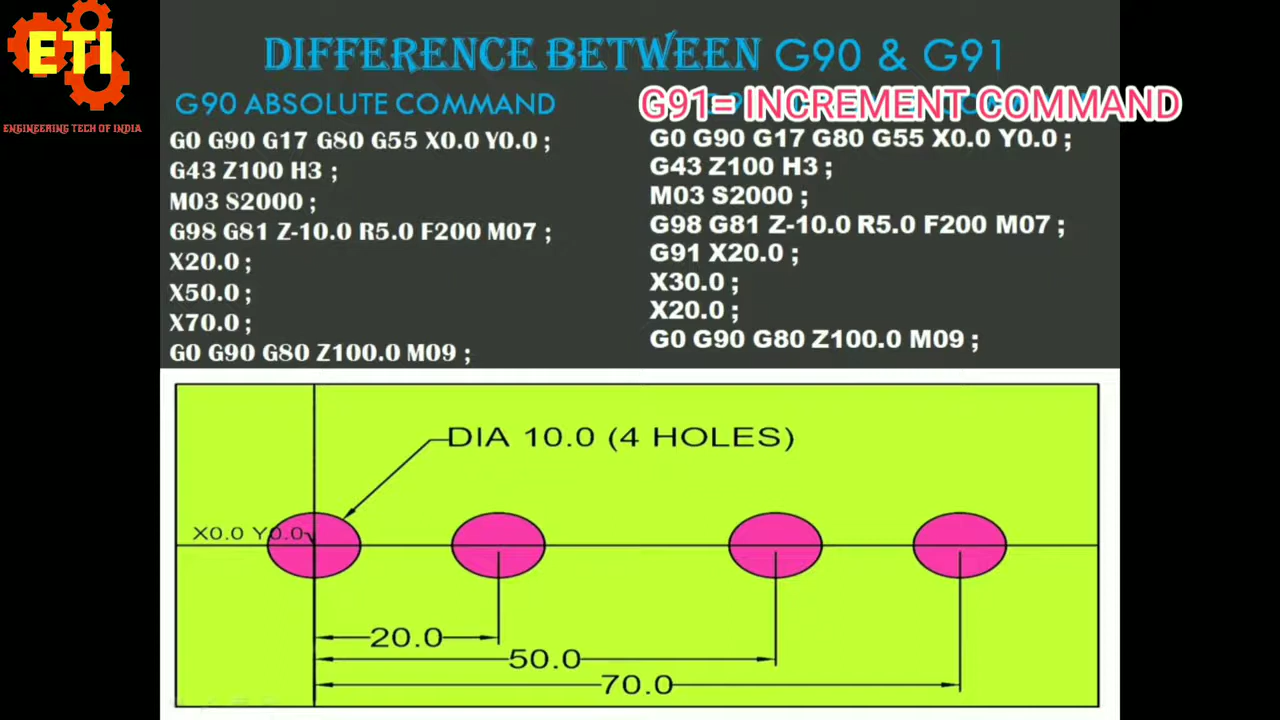 ETI
ENGINEERING TECH OF INDIA
DIFFERENCE BETWEEN G90 & G91
G90 ABSOLUTE COMMAND
G0 G90 G17 G80 G55 X0.0 Y0.0 ;
G43 Z100 H3 ;
M03 S2000 ;
G98 G81 Z-10.0 R5.0 F200 M07 ;
X20.0 ;
X50.0 ;
X70.0 ;
G0 G90 G80 Z100.0 M09 ;
G91= INCREMENT COMMAND
G0 G90 G17 G80 G55 X0.0 Y0.0 ;
G43 Z100 H3 ;
M03 S2000 ;
G98 G81 Z-10.0 R5.0 F200 M07 ;
G91 X20.0 ;
X30.0 ;
X20.0 ;
G0 G90 G80 Z100.0 M09 ;
DIA 10.0 (4 HOLES)
X0.0 Y0.0
20.0
50.0
70.0